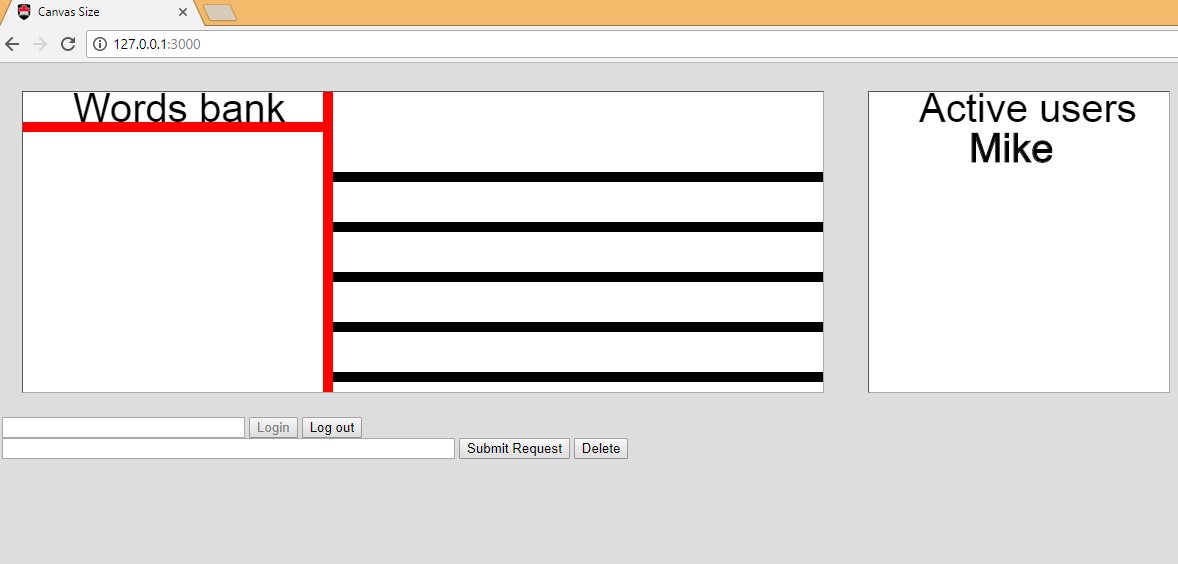 Canvas Size
127.0.0.1:3000
Words bank
Active users
Mike
Login Log out
Submit Request Delete